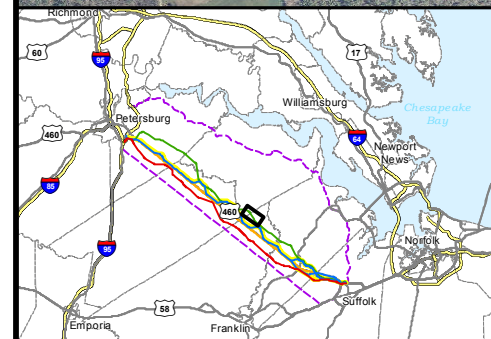 Richmond
60
95
17
Petersburg
Williamsburg
Chesapeake
Bay
460
64
Newport
News
85
460
95
Norfolk
Suffolk
58
Emporia
Franklin